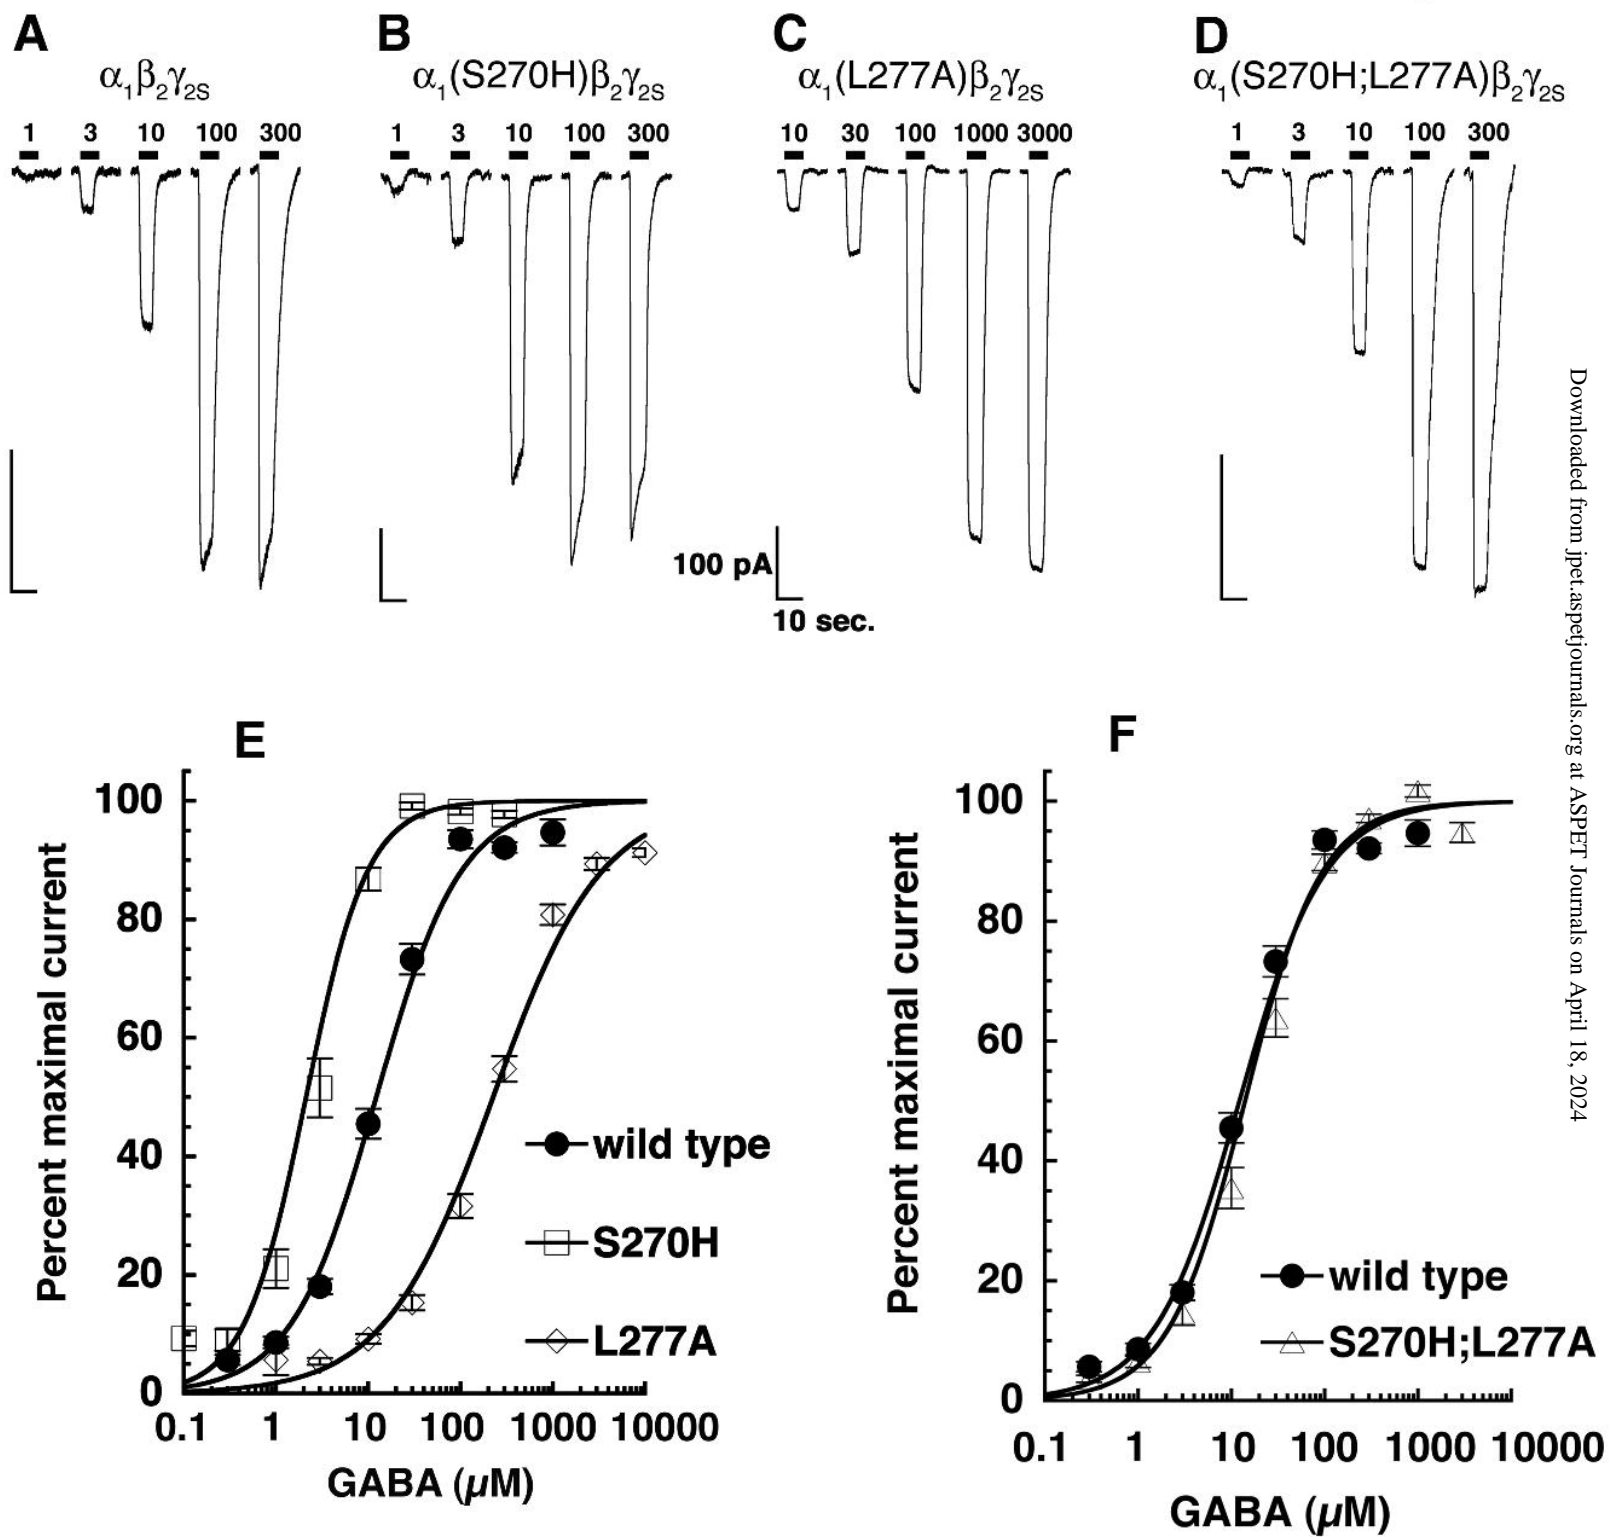 A
α1β2γ2S
1 3 10 100 300
B
α1(S270H)β2γ2S
1 3 10 100 300
C
α1(L277A)β2γ2S
10 30 100 1000 3000
D
α1(S270H;L277A)β2γ2S
1 3 10 100 300
100 pA
10 sec.
Downloaded from jpet.aspetjournals.org at ASPET Journals on April 18, 2024
E
Percent maximal current
100
80
60
40
20
0
0.1 1 10 100 1000 10000
GABA (µM)
wild type
S270H
L277A
F
Percent maximal current
100
80
60
40
20
0
0.1 1 10 100 1000 10000
GABA (µM)
wild type
S270H;L277A